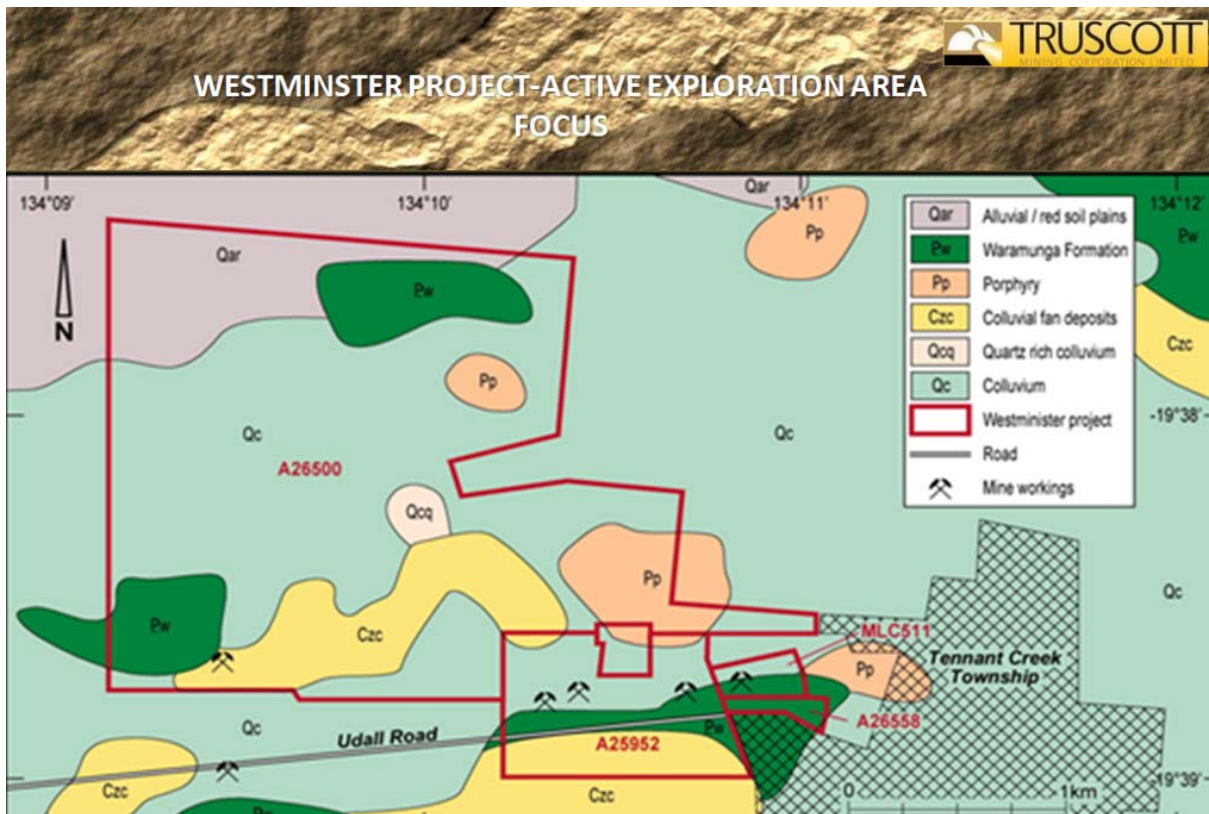 TRUSCOTT
MINING CORPORATION LIMITED
WESTMINSTER PROJECT-ACTIVE EXPLORATION AREA
FOCUS
134°09'
134°10'
134°11'
134°12'
Qar
Qar
Pp
Pw
Pw
Pp
Czc
Qc
Qc
A26500
Qcq
N
-19°38'
Qar Alluvial / red soil plains
Pw Waramunga Formation
Pp Porphyry
Czc Colluvial fan deposits
Qcq Quartz rich colluvium
Qc Colluvium
Westminister project
Road
Mine workings
Pp
Qc
Pw
Czc
MLC511
Pp
Tennant Creek
Township
A26558
Qc
Udall Road
Pw
A25952
Czc
Czc
Pw
Pp
-19°39'
0 1km